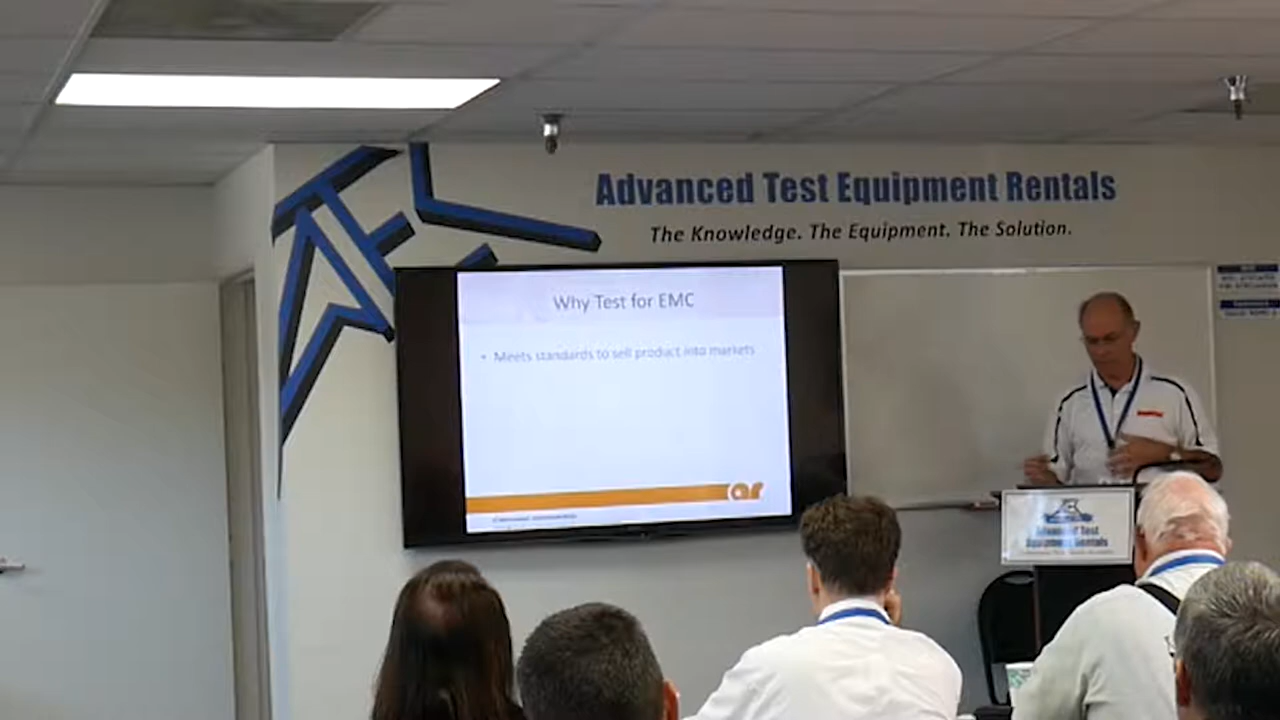 Advanced Test Equipment Rentals
The Knowledge. The Equipment. The Solution.
Why Test for EMC
• Meets standards to sell product into markets
ar
Advanced Test
Equipment Rentals